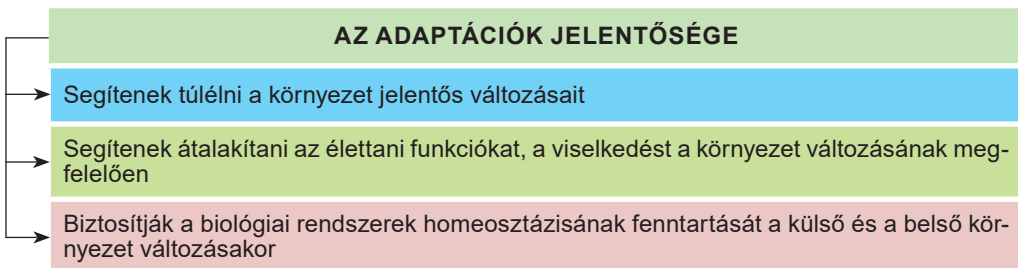 AZ ADAPTÁCIÓK JELENTŐSÉGE
Segítenek túlélni a környezet jelentős változásait
Segítenek átalakítani az élettani funkciókat, a viselkedést a környezet változásának meg-
felelően
Biztosítják a biológiai rendszerek homeosztázisának fenntartását a külső és a belső kör-
nyezet változásakor